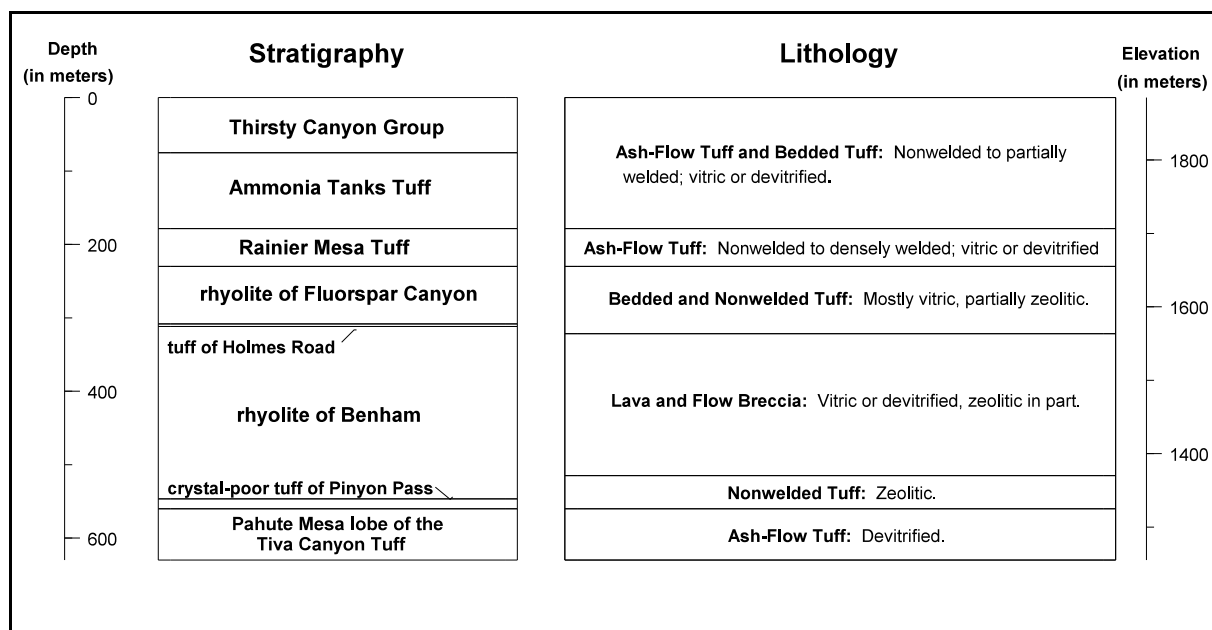 Depth
(in meters)
Stratigraphy
Lithology
Elevation
(in meters)
0
200
400
600
Thirsty Canyon Group
Ammonia Tanks Tuff
Rainier Mesa Tuff
rhyolite of Fluorspar Canyon
tuff of Holmes Road
rhyolite of Benham
crystal-poor tuff of Pinyon Pass
Pahute Mesa lobe of the
Tiva Canyon Tuff
Ash-Flow Tuff and Bedded Tuff: Nonwelded to partially
welded; vitric or devitrified.
Ash-Flow Tuff: Nonwelded to densely welded; vitric or devitrified
Bedded and Nonwelded Tuff: Mostly vitric, partially zeolitic.
Lava and Flow Breccia: Vitric or devitrified, zeolitic in part.
Nonwelded Tuff: Zeolitic.
Ash-Flow Tuff: Devitrified.
1800
1600
1400